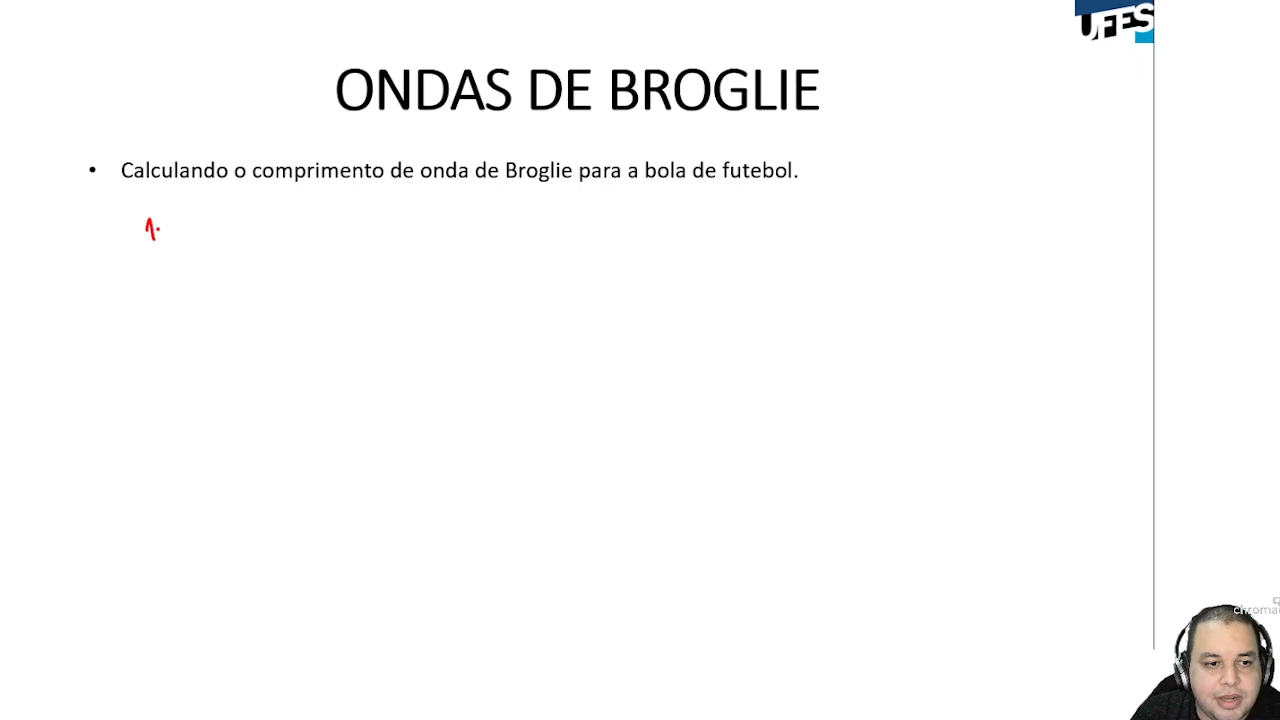 UFES
ONDAS DE BROGLIE
• Calculando o comprimento de onda de Broglie para a bola de futebol.